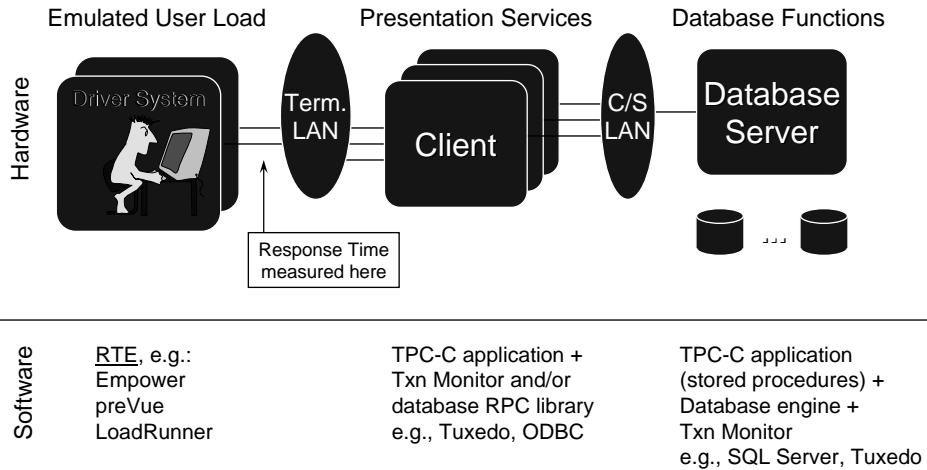 Emulated User Load
Presentation Services
Database Functions
Hardware
Driver System
Term.
LAN
Client
C/S
LAN
Database
Server
...
Response Time
measured here
Software
RTE, e.g.:
Empower
preVue
LoadRunner
TPC-C application +
Txn Monitor and/or
database RPC library
e.g., Tuxedo, ODBC
TPC-C application
(stored procedures) +
Database engine +
Txn Monitor
e.g., SQL Server, Tuxedo